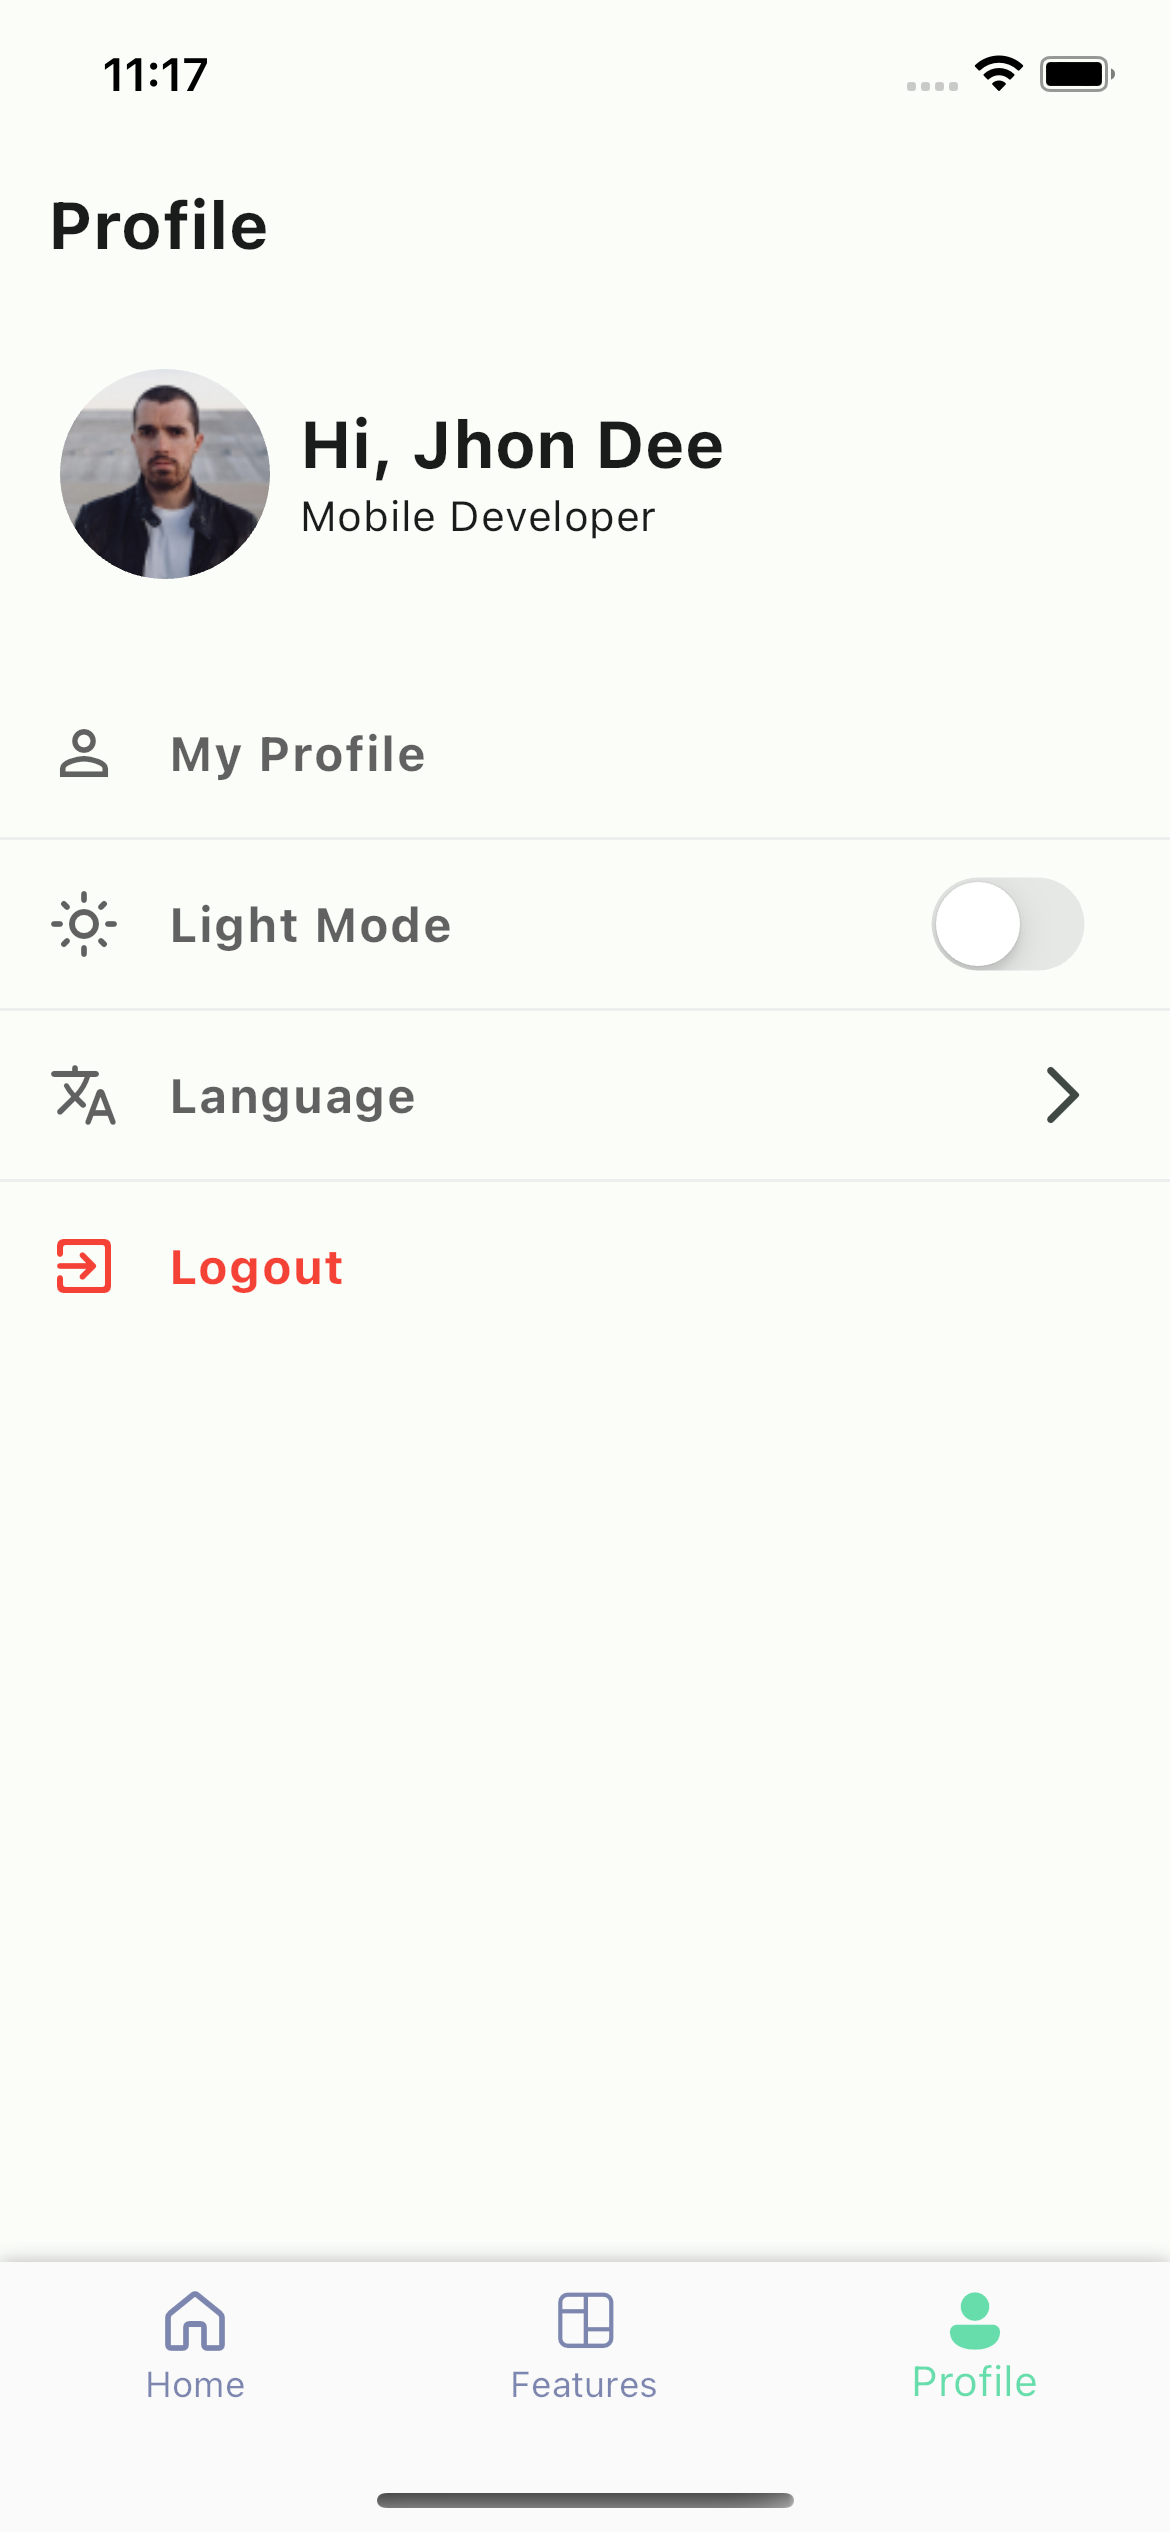 11:17
Profile
Hi, Jhon Dee
Mobile Developer
My Profile
Light Mode
Language
Logout
Home
Features
Profile